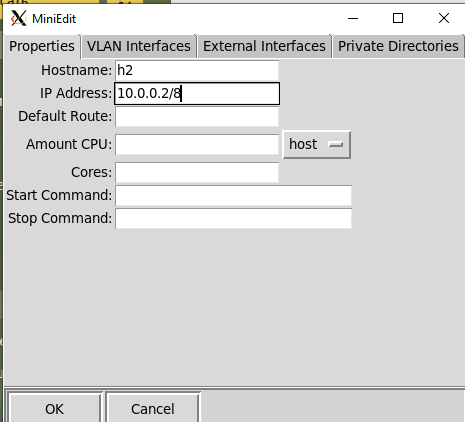 MiniEdit
Properties VLAN Interfaces External Interfaces Private Directories
Hostname: h2
IP Address: 10.0.0.2/8
Default Route:
Amount CPU: host
Cores:
Start Command:
Stop Command:
OK Cancel